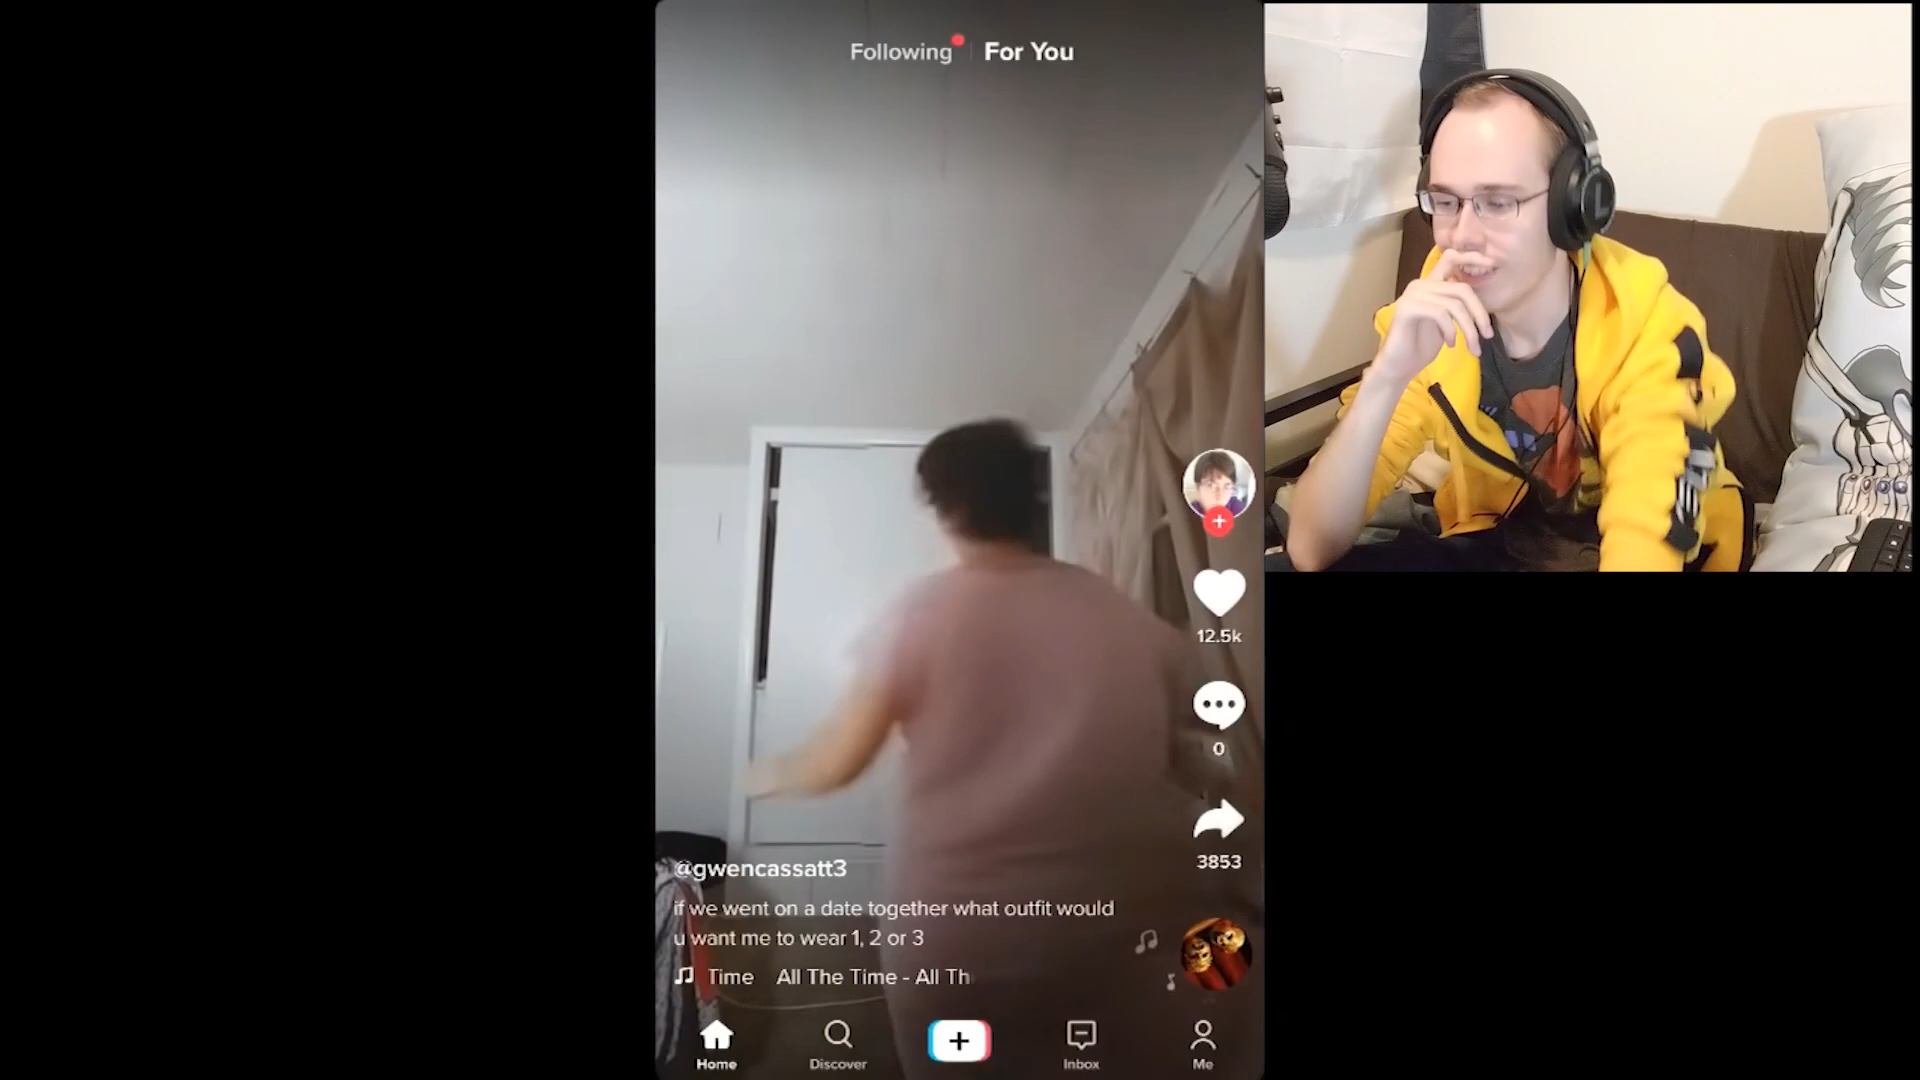 Following
For You
12.5k
0
3853
@gwencassatt3
if we went on a date together what outfit would
u want me to wear 1, 2 or 3
Time All The Time - All Th
Home
Discover
Inbox
Me
L